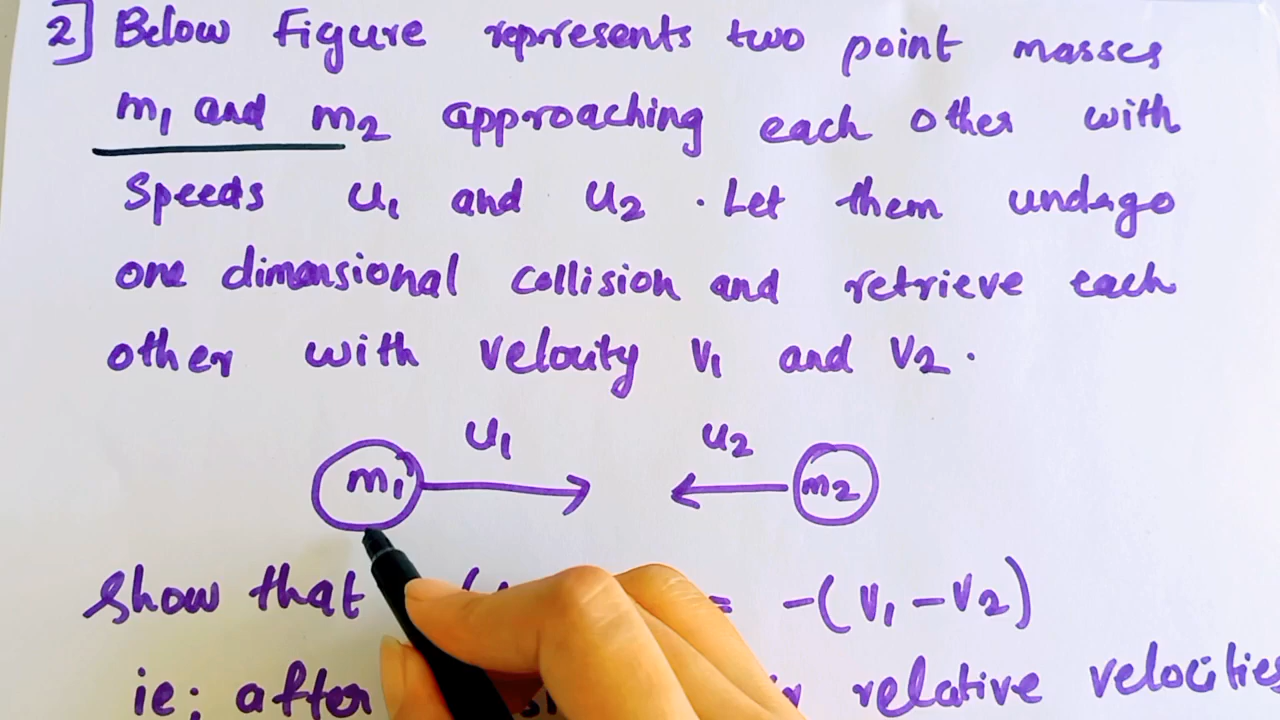 2] Below Figure represents two point masses
m1 and m2 approaching each other with
Speeds u1 and u2 . Let them undergo
one dimensional collision and retrieve each
other with velocity v1 and v2.
u1 u2
m1 m2
Show that = -(v1 - v2)
ie; after relative velocities